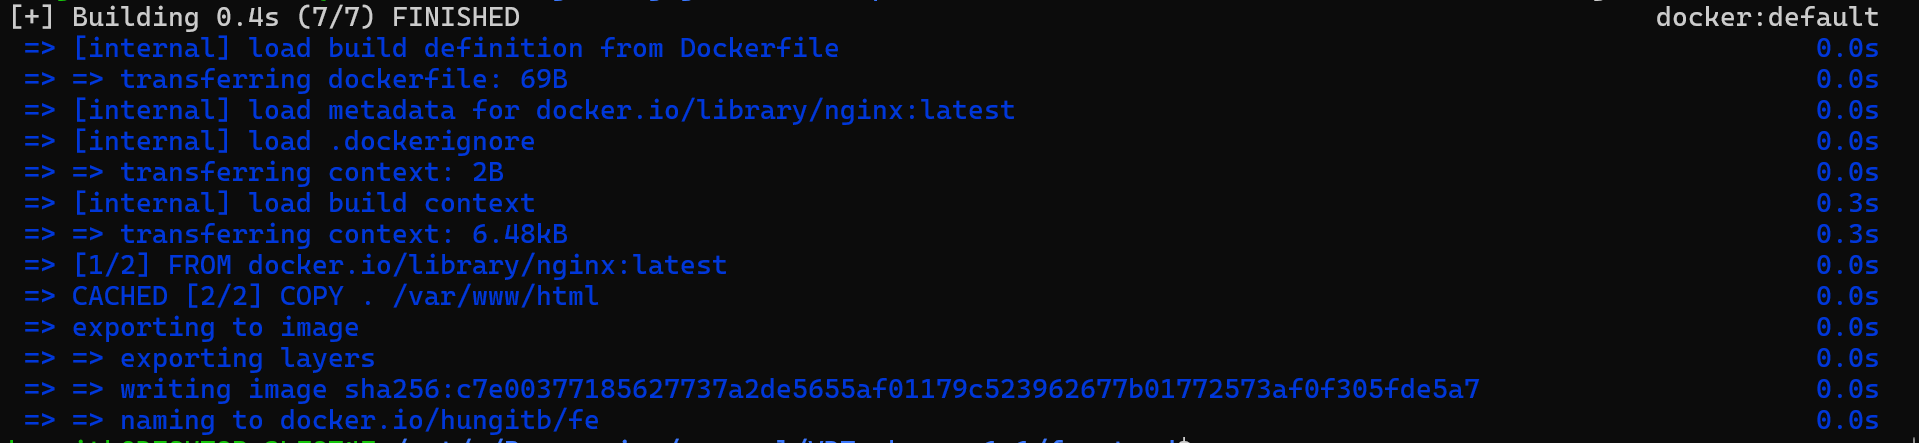 [+] Building 0.4s (7/7) FINISHED docker:default
=> [internal] load build definition from Dockerfile 0.0s
=> => transferring dockerfile: 69B 0.0s
=> [internal] load metadata for docker.io/library/nginx:latest 0.0s
=> [internal] load .dockerignore 0.0s
=> => transferring context: 2B 0.0s
=> [internal] load build context 0.3s
=> => transferring context: 6.48kB 0.3s
=> [1/2] FROM docker.io/library/nginx:latest 0.0s
=> CACHED [2/2] COPY . /var/www/html 0.0s
=> exporting to image 0.0s
=> => exporting layers 0.0s
=> => writing image sha256:c7e00377185627737a2de5655af01179c523962677b01772573af0f305fde5a7 0.0s
=> => naming to docker.io/hungitb/fe 0.0s